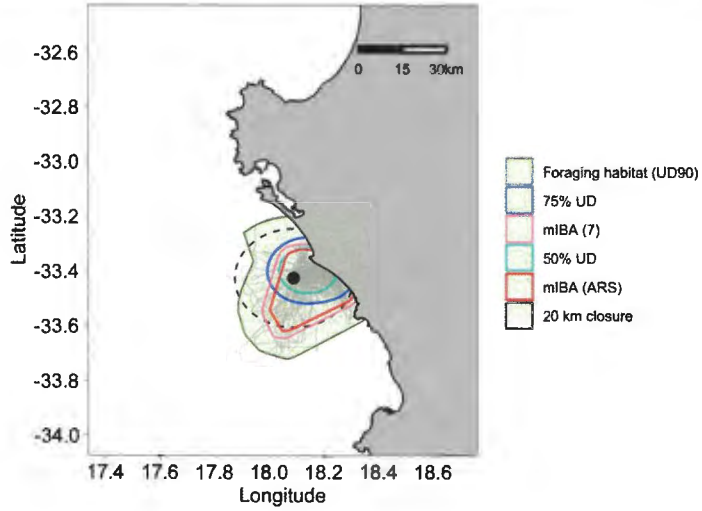 -32.6
-32.8
-33.0
-33.2
-33.4
-33.6
-33.8
-34.0
Latitude
0 15 30km
17.4 17.6 17.8 18.0 18.2 18.4 18.6
Longitude
Foraging habitat (UD90)
75% UD
mIBA (7)
50% UD
mIBA (ARS)
20 km closure